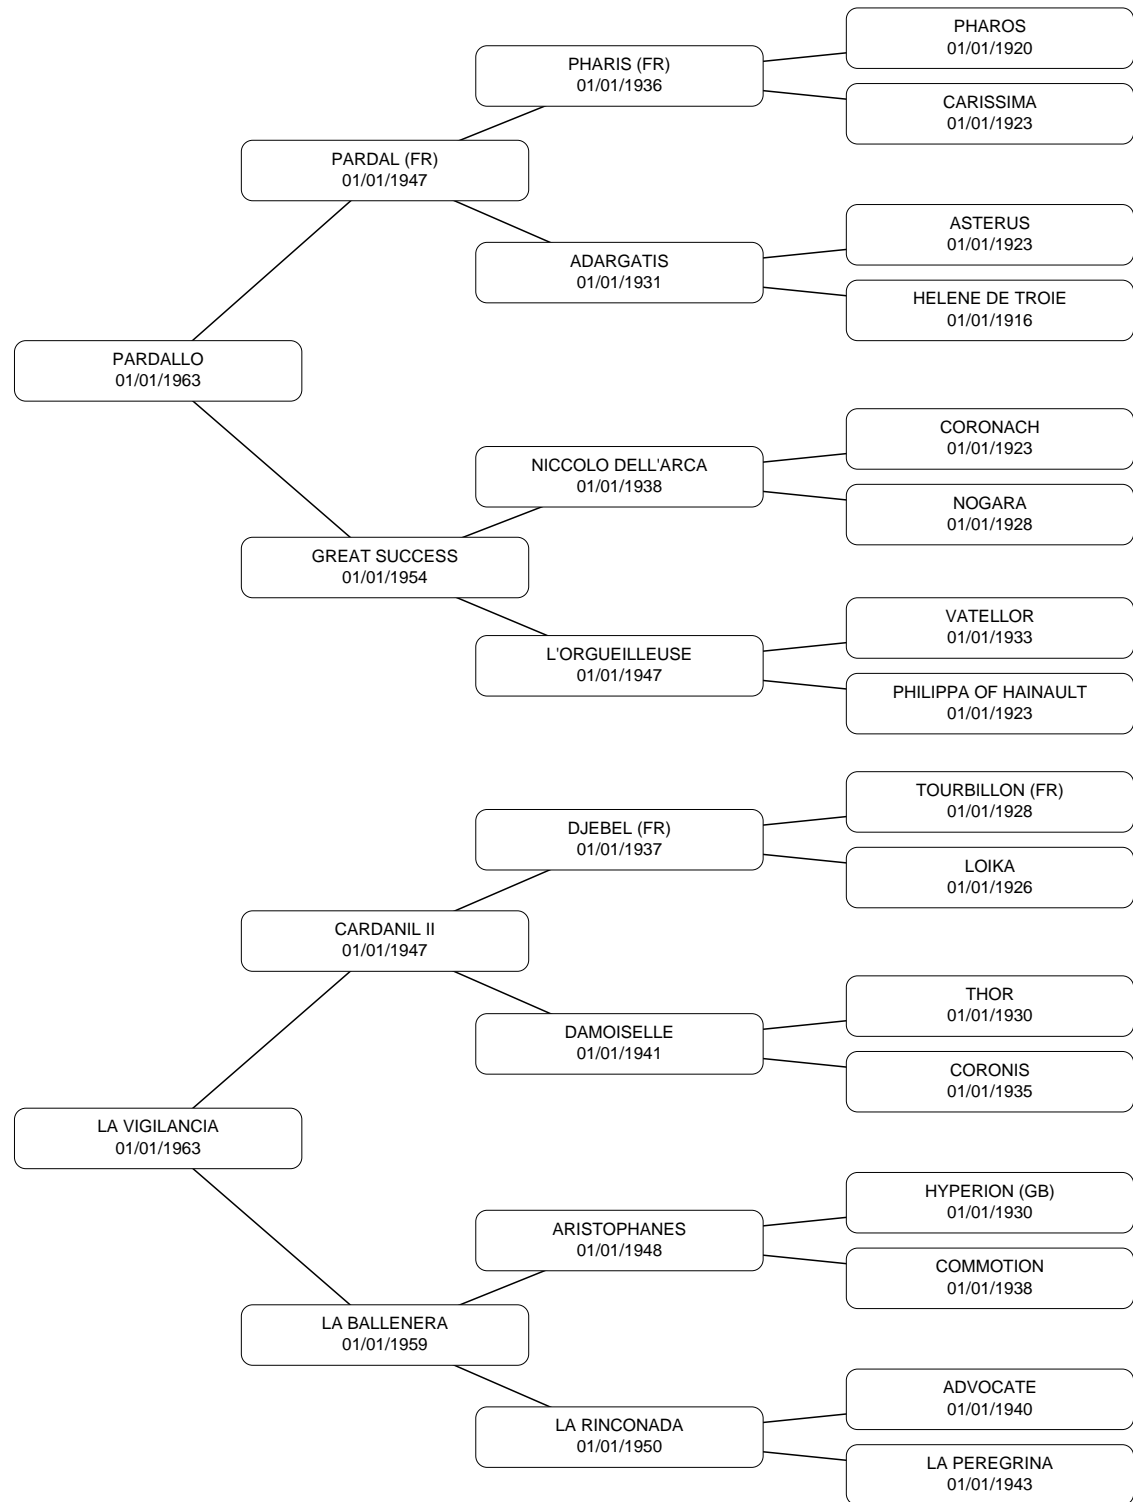 PHAROS
01/01/1920
PHARIS (FR)
01/01/1936
CARISSIMA
01/01/1923
PARDAL (FR)
01/01/1947
ASTERUS
01/01/1923
ADARGATIS
01/01/1931
HELENE DE TROIE
01/01/1916
PARDALLO
01/01/1963
CORONACH
01/01/1923
NICCOLO DELL'ARCA
01/01/1938
NOGARA
01/01/1928
GREAT SUCCESS
01/01/1954
VATELLOR
01/01/1933
L'ORGUEILLEUSE
01/01/1947
PHILIPPA OF HAINAULT
01/01/1923
TOURBILLON (FR)
01/01/1928
DJEBEL (FR)
01/01/1937
LOIKA
01/01/1926
CARDANIL II
01/01/1947
THOR
01/01/1930
DAMOISELLE
01/01/1941
CORONIS
01/01/1935
LA VIGILANCIA
01/01/1963
HYPERION (GB)
01/01/1930
ARISTOPHANES
01/01/1948
COMMOTION
01/01/1938
LA BALLENERA
01/01/1959
ADVOCATE
01/01/1940
LA RINCONADA
01/01/1950
LA PEREGRINA
01/01/1943